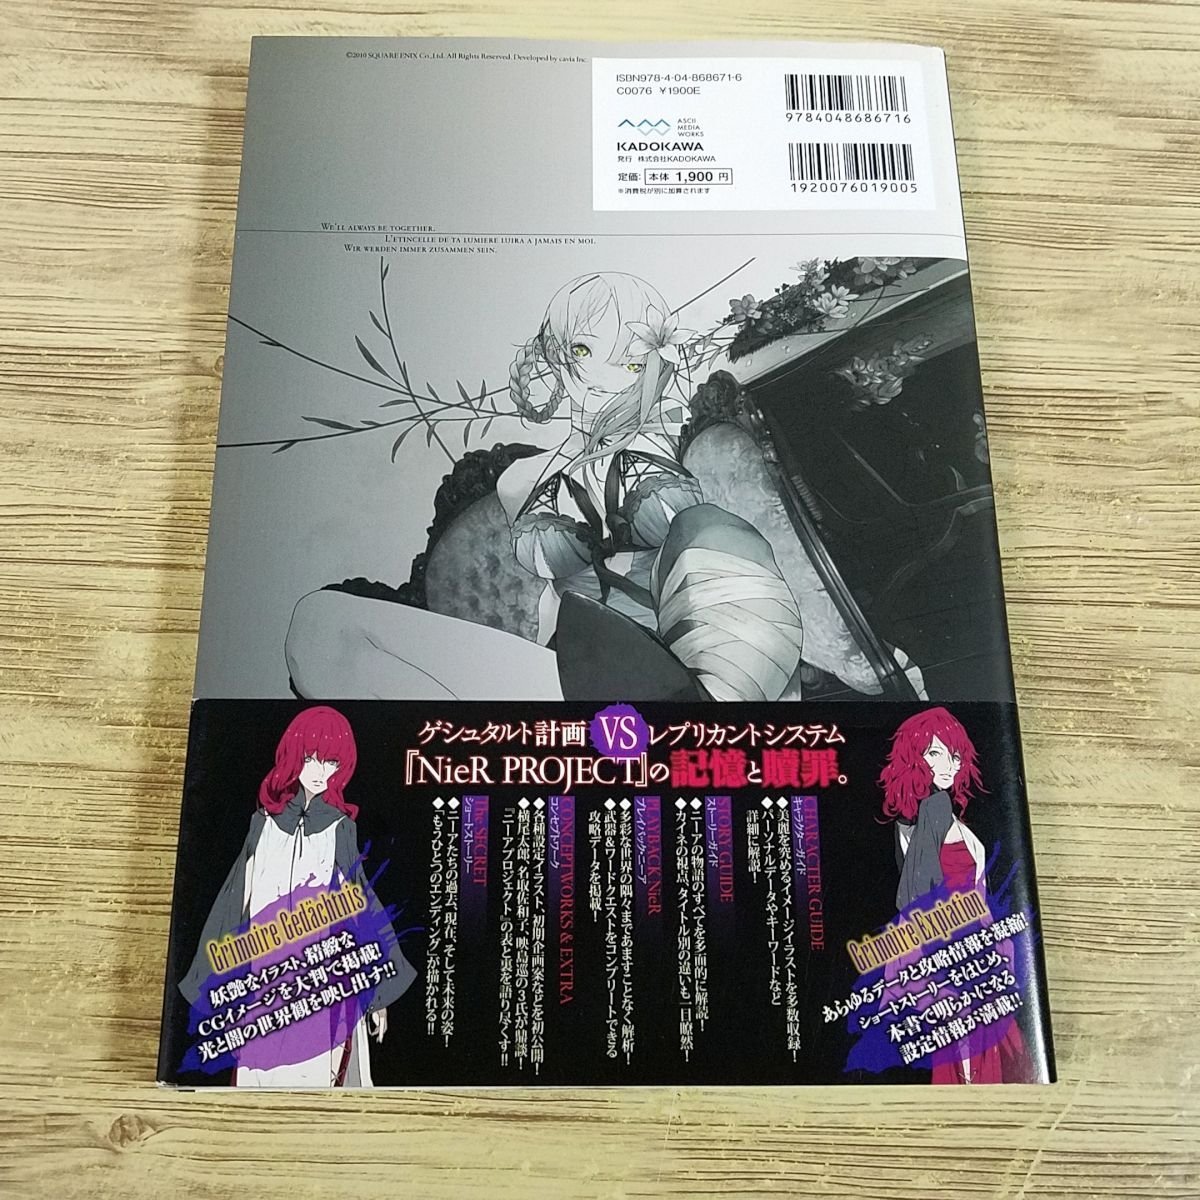 ©2010 SQUARE ENIX Co.,Ltd. All Rights Reserved. Developed by cavia Inc.
ISBN978-4-04-868671-6
C0076 ¥1900E
ASCII
MEDIA
WORKS
KADOKAWA
発行 株式会社KADOKAWA
定価: 本体 1,900 円
※消費税が別に加算されます
9784048686716
1920076019005
WE'LL ALWAYS BE TOGETHER.
L'ETINCELLE DE TA LUMIERE LUIRA A JAMAIS EN MOI.
WIR WERDEN IMMER ZUSAMMEN SEIN.
ゲシュタルト計画 VS レプリカントシステム
『NieR PROJECT』の記憶と贖罪。
CHARACTER GUIDE
キャラクターガイド
◆美麗を究めるイメージイラストを多数収録!
◆パーソナルデータやキーワードなど
詳細に解説!
STORY GUIDE
ストーリーガイド
◆ニーアの物語のすべてを多面的に解説!
◆カイネの視点、タイトル別の違いも一目瞭然!
PLAYBACK NieR
プレイバック・ニーア
◆多彩な世界の隅々まであますことなく解析!
◆武器&ワードクエストをコンプリートできる
攻略データを掲載!
CONCEPTWORKS & EXTRA
コンセプトワーク
◆各種設定イラスト、初期企画案などを初公開!
◆横尾太郎、名取佐和子、映島巡の3氏が鼎談!
『ニーアプロジェクト』の表と裏を語り尽くす!!
The SECRET
ショートストーリー
◆ニーアたちの過去、現在、そして未来の姿!
◆“もうひとつのエンディング”が描かれる!!
Grimoire Gedächtnis
妖艶なイラスト、精緻な
CGイメージを大判で掲載!
光と闇の世界観を映し出す!!
Grimoire Expiation
あらゆるデータと攻略情報を凝縮!
ショートストーリーをはじめ、
本書で明らかになる
設定情報が満載!!